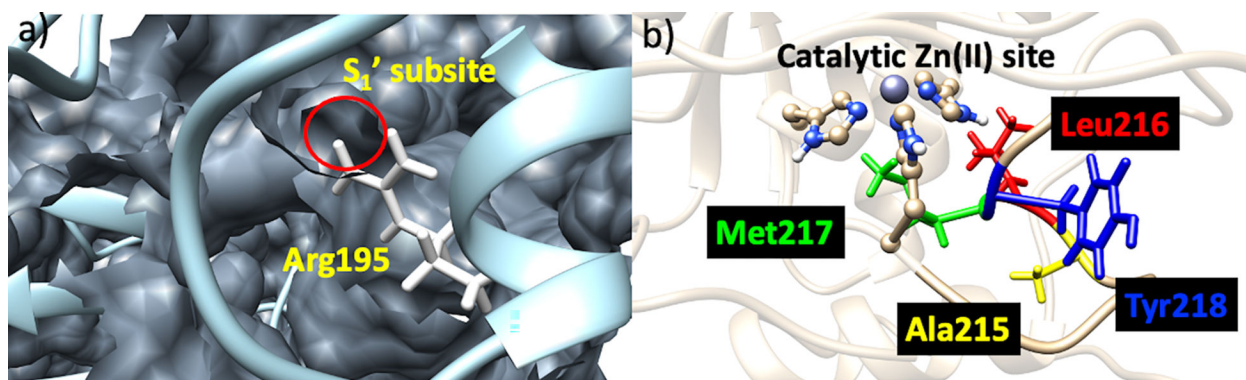 a)
S₁’ subsite
Arg195
b)
Catalytic Zn(II) site
Leu216
Met217
Ala215
Tyr218